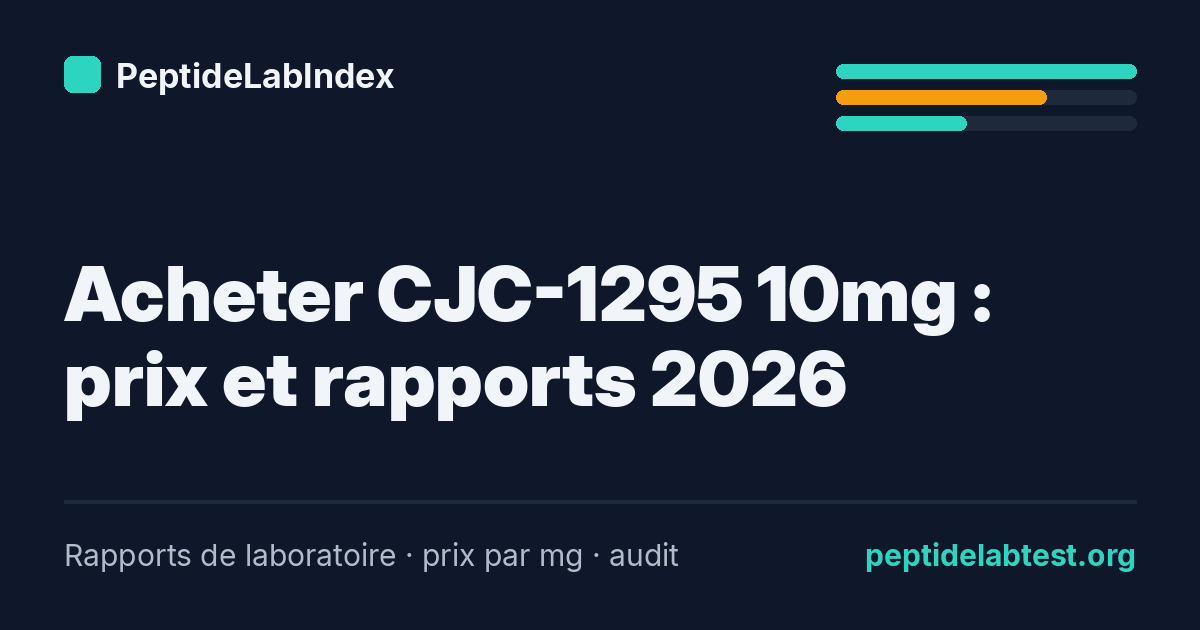 PeptideLabIndex
Acheter CJC-1295 10mg :
prix et rapports 2026
Rapports de laboratoire · prix par mg · audit
peptidelabtest.org